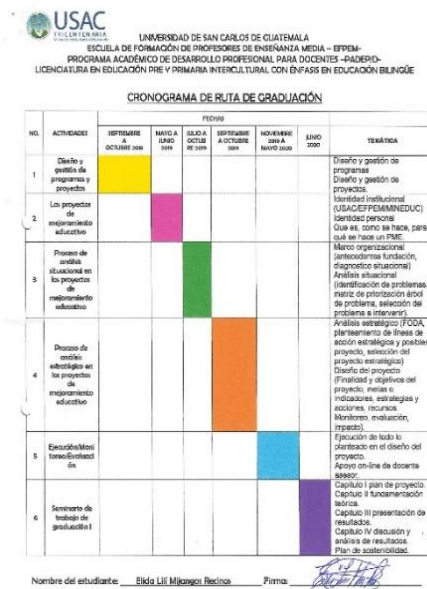 USAC
TRICENTENARIA
UNIVERSIDAD DE SAN CARLOS DE GUATEMALA
ESCUELA DE FORMACIÓN DE PROFESORES DE ENSEÑANZA MEDIA – EFPEM-
PROGRAMA ACADÉMICO DE DESARROLLO PROFESIONAL PARA DOCENTES –PADEP/D-
LICENCIATURA EN EDUCACIÓN PRE Y PRIMARIA INTERCULTURAL CON ÉNFASIS EN EDUCACIÓN BILINGÜE
CRONOGRAMA DE RUTA DE GRADUACIÓN
FECHAS
NO.
ACTIVIDADES
SEPTIEMBRE
A
OCTUBRE 2018
MAYO A
JUNIO
2019
JULIO A
OCTUB
RE 2019
SEPTIEMBRE
A
OCTUBRE
2019
NOVIEMBRE
2019 A
MAYO 2020
JUNIO
2020
TEMÁTICA
1
Diseño y
gestión de
programas y
proyectos
Diseño y gestión de
programas
Diseño y gestión de
proyectos.
2
Los proyectos
de
mejoramiento
educativo
Identidad institucional
(USAC/EFPEM/MINEDUC)
Identidad personal
Que es, como se hace, para
qué se hace un PME.
3
Proceso de
análisis
situacional en
los proyectos
de
mejoramiento
educativo
Marco organizacional
(antecedentes fundación,
diagnostico situacional)
Análisis situacional
(identificación de problemas,
matriz de priorización árbol
de problema, selección del
problema a intervenir).
4
Proceso de
análisis
estratégico en
los proyectos
de
mejoramiento
educativo
Análisis estratégico (FODA,
planteamiento de líneas de
acción estratégica y posibles
proyecto, selección del
proyecto estratégico)
Diseño del proyecto
(Finalidad y objetivos del
proyecto, metas o
indicadores, estrategias y
acciones, recursos
Monitoreo, evaluación,
impacto).
5
Ejecución/Moni
toreo/Evaluaci
ón
Ejecución de todo lo
planteado en el diseño del
proyecto.
Apoyo on-line de docente
asesor.
6
Seminario de
trabajo de
graduación I
Capítulo I plan de proyecto.
Capítulo II fundamentación
teórica.
Capítulo III presentación de
resultados.
Capítulo IV discusión y
análisis de resultados.
Plan de sostenibilidad.
Nombre del estudiante: Elida Lili Mijangos Recinos Firma: